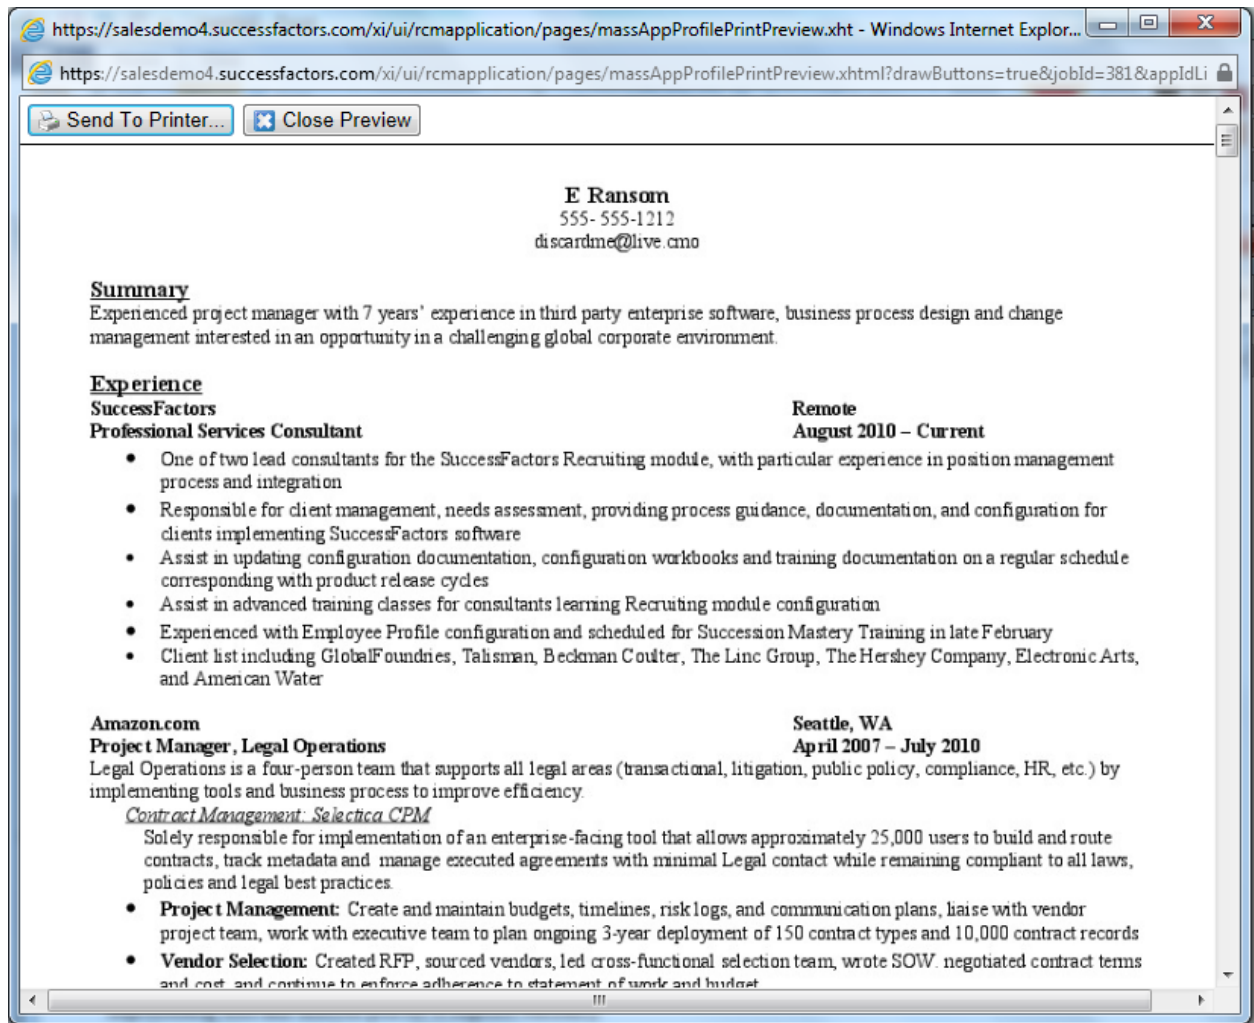 https://salesdemo4.successfactors.com/xi/ui/rcmapplication/pages/massAppProfilePrintPreview.xht - Windows Internet Explor...
https://salesdemo4.successfactors.com/xi/ui/rcmapplication/pages/massAppProfilePrintPreview.xhtml?drawButtons=true&jobId=381&appIdLi
Send To Printer... Close Preview
E Ransom
555- 555-1212
discardme@live.cmo
Summary
Experienced project manager with 7 years’ experience in third party enterprise software, business process design and change
management interested in an opportunity in a challenging global corporate environment.
Experience
SuccessFactors Remote
Professional Services Consultant August 2010 – Current
• One of two lead consultants for the SuccessFactors Recruiting module, with particular experience in position management
process and integration
• Responsible for client management, needs assessment, providing process guidance, documentation, and configuration for
clients implementing SuccessFactors software
• Assist in updating configuration documentation, configuration workbooks and training documentation on a regular schedule
corresponding with product release cycles
• Assist in advanced training classes for consultants learning Recruiting module configuration
• Experienced with Employee Profile configuration and scheduled for Succession Mastery Training in late February
• Client list including GlobalFoundries, Talisman, Beckman Coulter, The Linc Group, The Hershey Company, Electronic Arts,
and American Water
Amazon.com Seattle, WA
Project Manager, Legal Operations April 2007 – July 2010
Legal Operations is a four-person team that supports all legal areas (transactional, litigation, public policy, compliance, HR, etc.) by
implementing tools and business process to improve efficiency.
Contract Management: Selectica CPM
Solely responsible for implementation of an enterprise-facing tool that allows approximately 25,000 users to build and route
contracts, track metadata and manage executed agreements with minimal Legal contact while remaining compliant to all laws,
policies and legal best practices.
• Project Management: Create and maintain budgets, timelines, risk logs, and communication plans, liaise with vendor
project team, work with executive team to plan ongoing 3-year deployment of 150 contract types and 10,000 contract records
• Vendor Selection: Created RFP, sourced vendors, led cross-functional selection team, wrote SOW. negotiated contract terms
and cost, and continue to enforce adherence to statement of work and budget